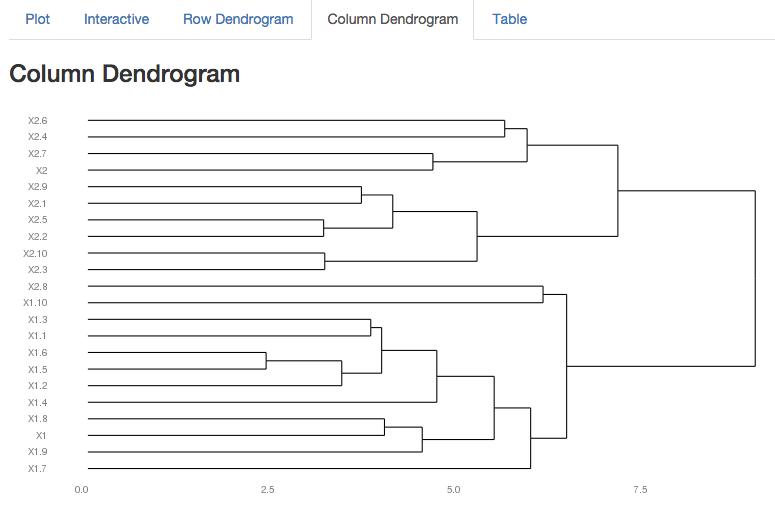 Plot Interactive Row Dendrogram Column Dendrogram Table
Column Dendrogram
X2.6
X2.4
X2.7
X2
X2.9
X2.1
X2.5
X2.2
X2.10
X2.3
X2.8
X1.10
X1.3
X1.1
X1.6
X1.5
X1.2
X1.4
X1.8
X1
X1.9
X1.7
0.0 2.5 5.0 7.5